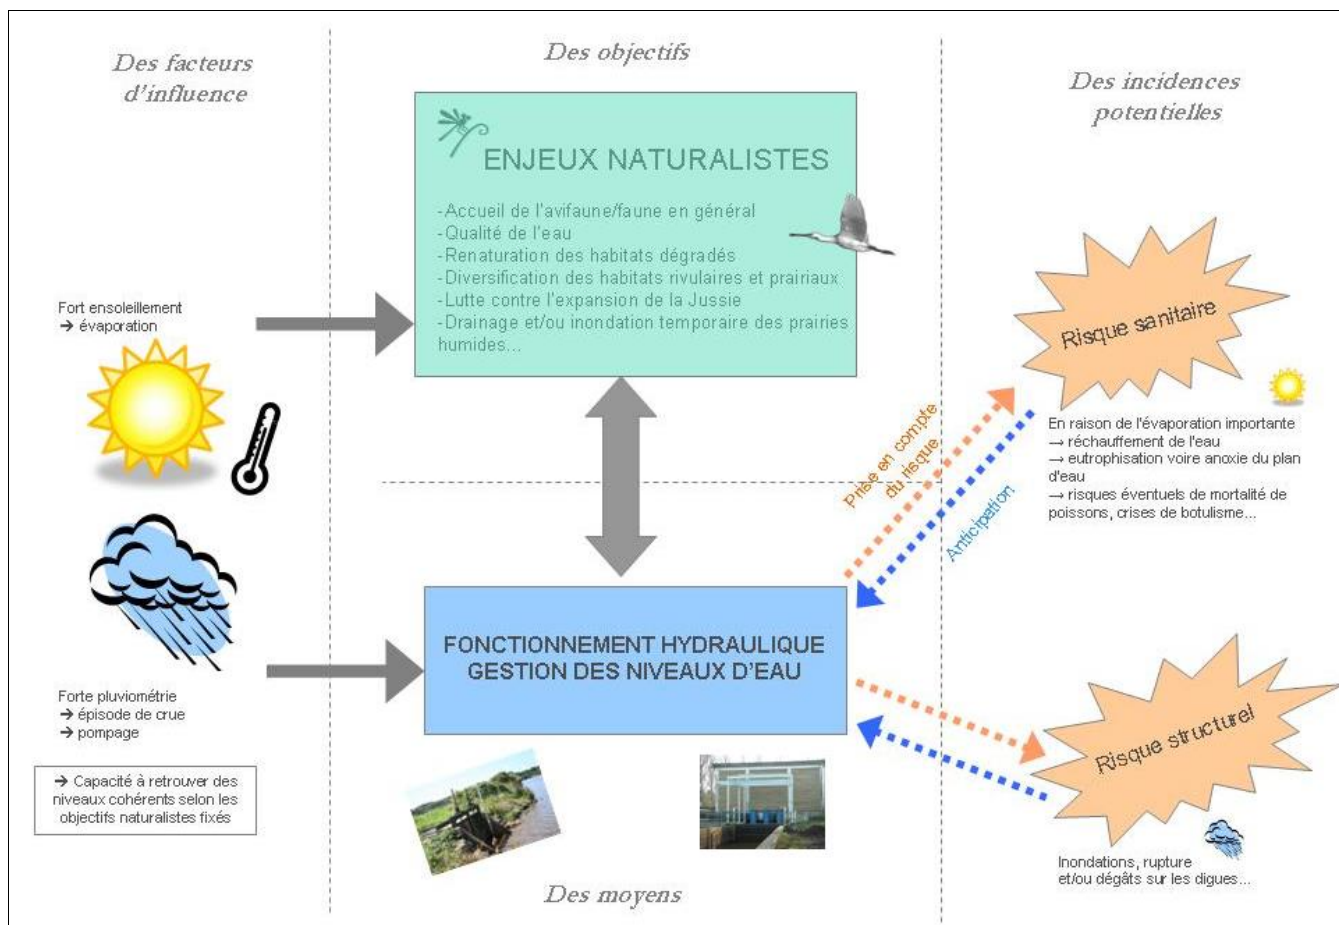 Des facteurs
d'influence
Fort ensoleillement
→ évaporation
Forte pluviométrie
→ épisode de crue
→ pompage
→ Capacité à retrouver des
niveaux cohérents selon les
objectifs naturalistes fixés
Des objectifs
ENJEUX NATURALISTES
-Accueil de l'avifaune/faune en général
-Qualité de l'eau
-Renaturation des habitats dégradés
-Diversification des habitats rivulaires et prairiaux
-Lutte contre l'expansion de la Jussie
-Drainage et/ou inondation temporaire des prairies
humides...
FONCTIONNEMENT HYDRAULIQUE
GESTION DES NIVEAUX D'EAU
Des moyens
Prise en compte
du risque
Anticipation
Des incidences
potentielles
Risque sanitaire
En raison de l'évaporation importante
→ réchauffement de l'eau
→ eutrophisation voire anoxie du plan
d'eau
→ risques éventuels de mortalité de
poissons, crises de botulisme...
Risque structurel
Inondations, rupture
et/ou dégâts sur les digues...